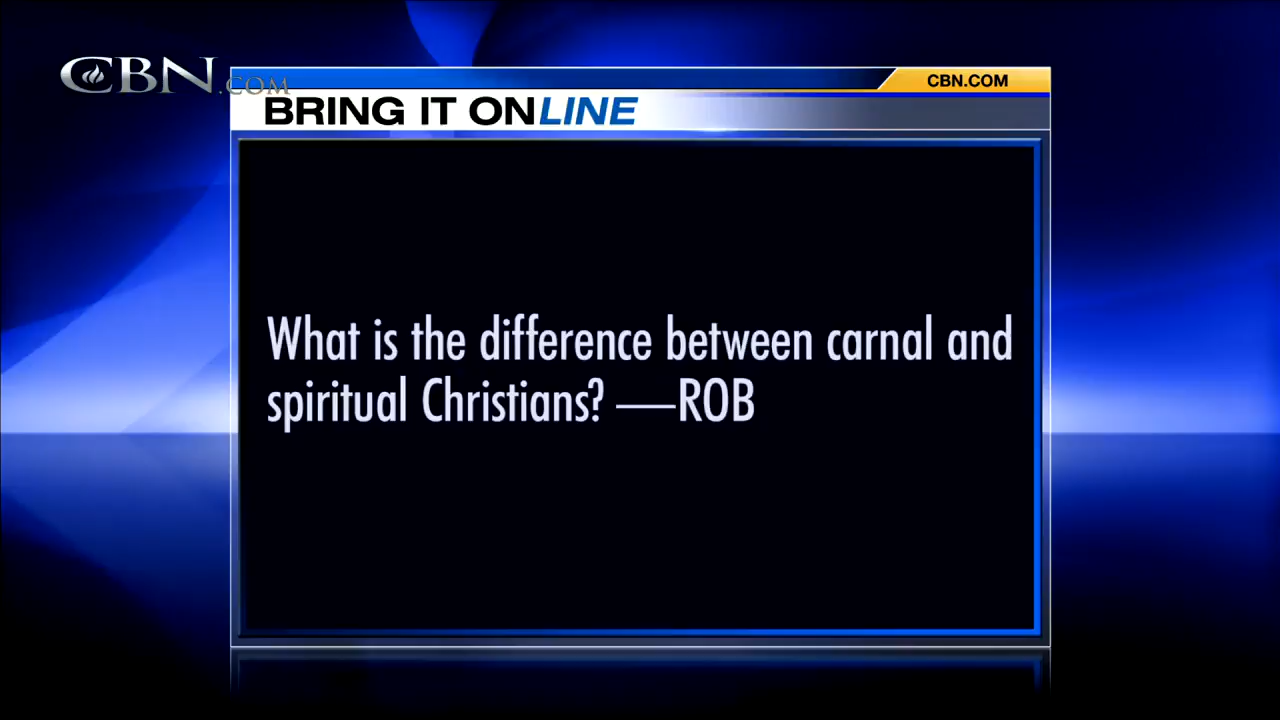 CBN.COM
CBN.COM
BRING IT ONLINE
What is the difference between carnal and
spiritual Christians? —ROB